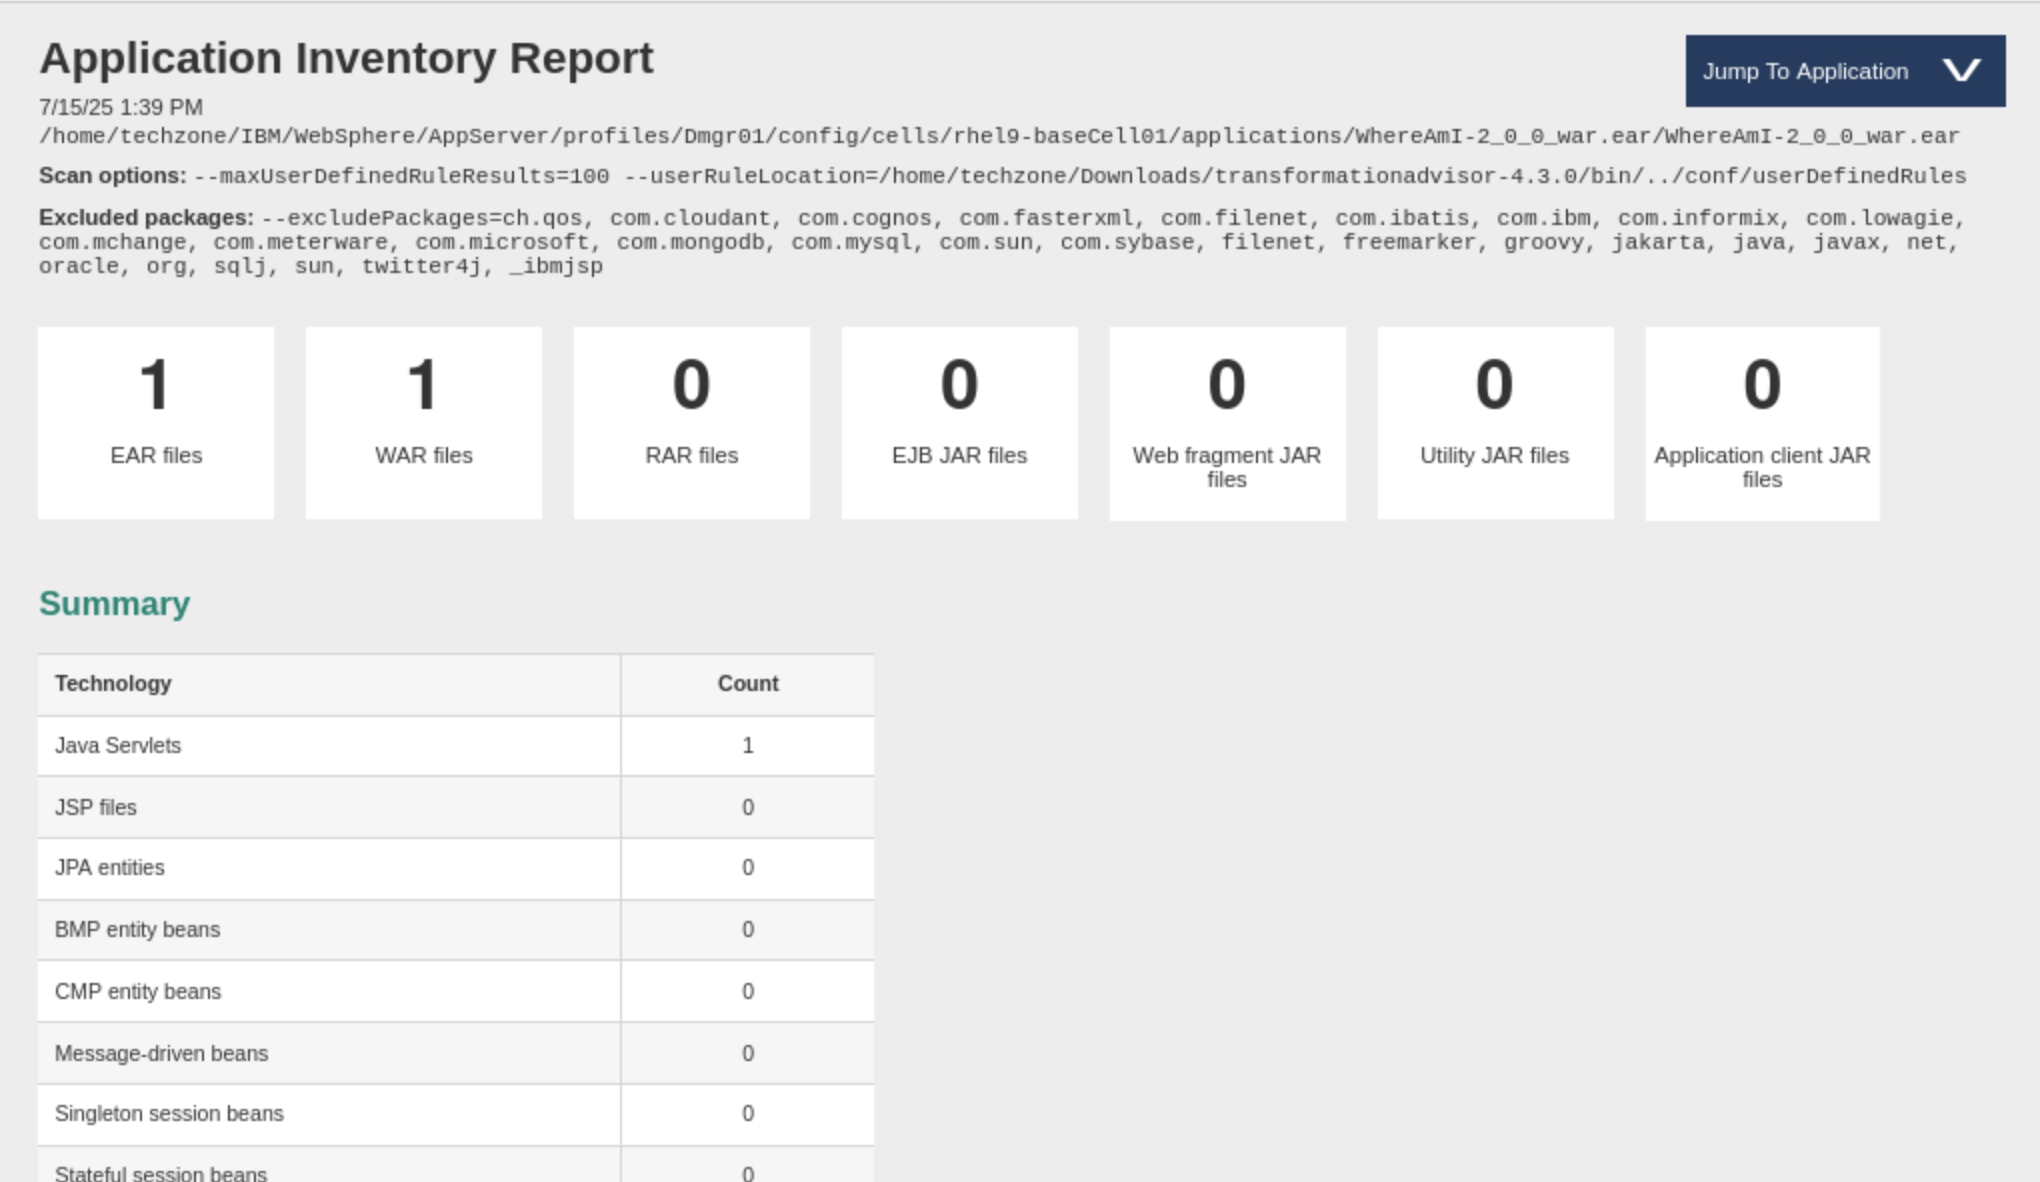 Application Inventory Report
Jump To Application
7/15/25 1:39 PM
/home/techzone/IBM/WebSphere/AppServer/profiles/Dmgr01/config/cells/rhel9-baseCell01/applications/WhereAmI-2_0_0_war.ear/WhereAmI-2_0_0_war.ear
Scan options: --maxUserDefinedRuleResults=100 --userRuleLocation=/home/techzone/Downloads/transformationadvisor-4.3.0/bin/../conf/userDefinedRules
Excluded packages: --excludePackages=ch.qos, com.cloudant, com.cognos, com.fasterxml, com.filenet, com.ibatis, com.ibm, com.informix, com.lowagie,
com.mchange, com.meterware, com.microsoft, com.mongodb, com.mysql, com.sun, com.sybase, filenet, freemarker, groovy, jakarta, java, javax, net,
oracle, org, sqlj, sun, twitter4j, _ibmjsp
1
EAR files
1
WAR files
0
RAR files
0
EJB JAR files
0
Web fragment JAR
files
0
Utility JAR files
0
Application client JAR
files
Summary
Technology Count
Java Servlets 1
JSP files 0
JPA entities 0
BMP entity beans 0
CMP entity beans 0
Message-driven beans 0
Singleton session beans 0
Stateful session beans 0